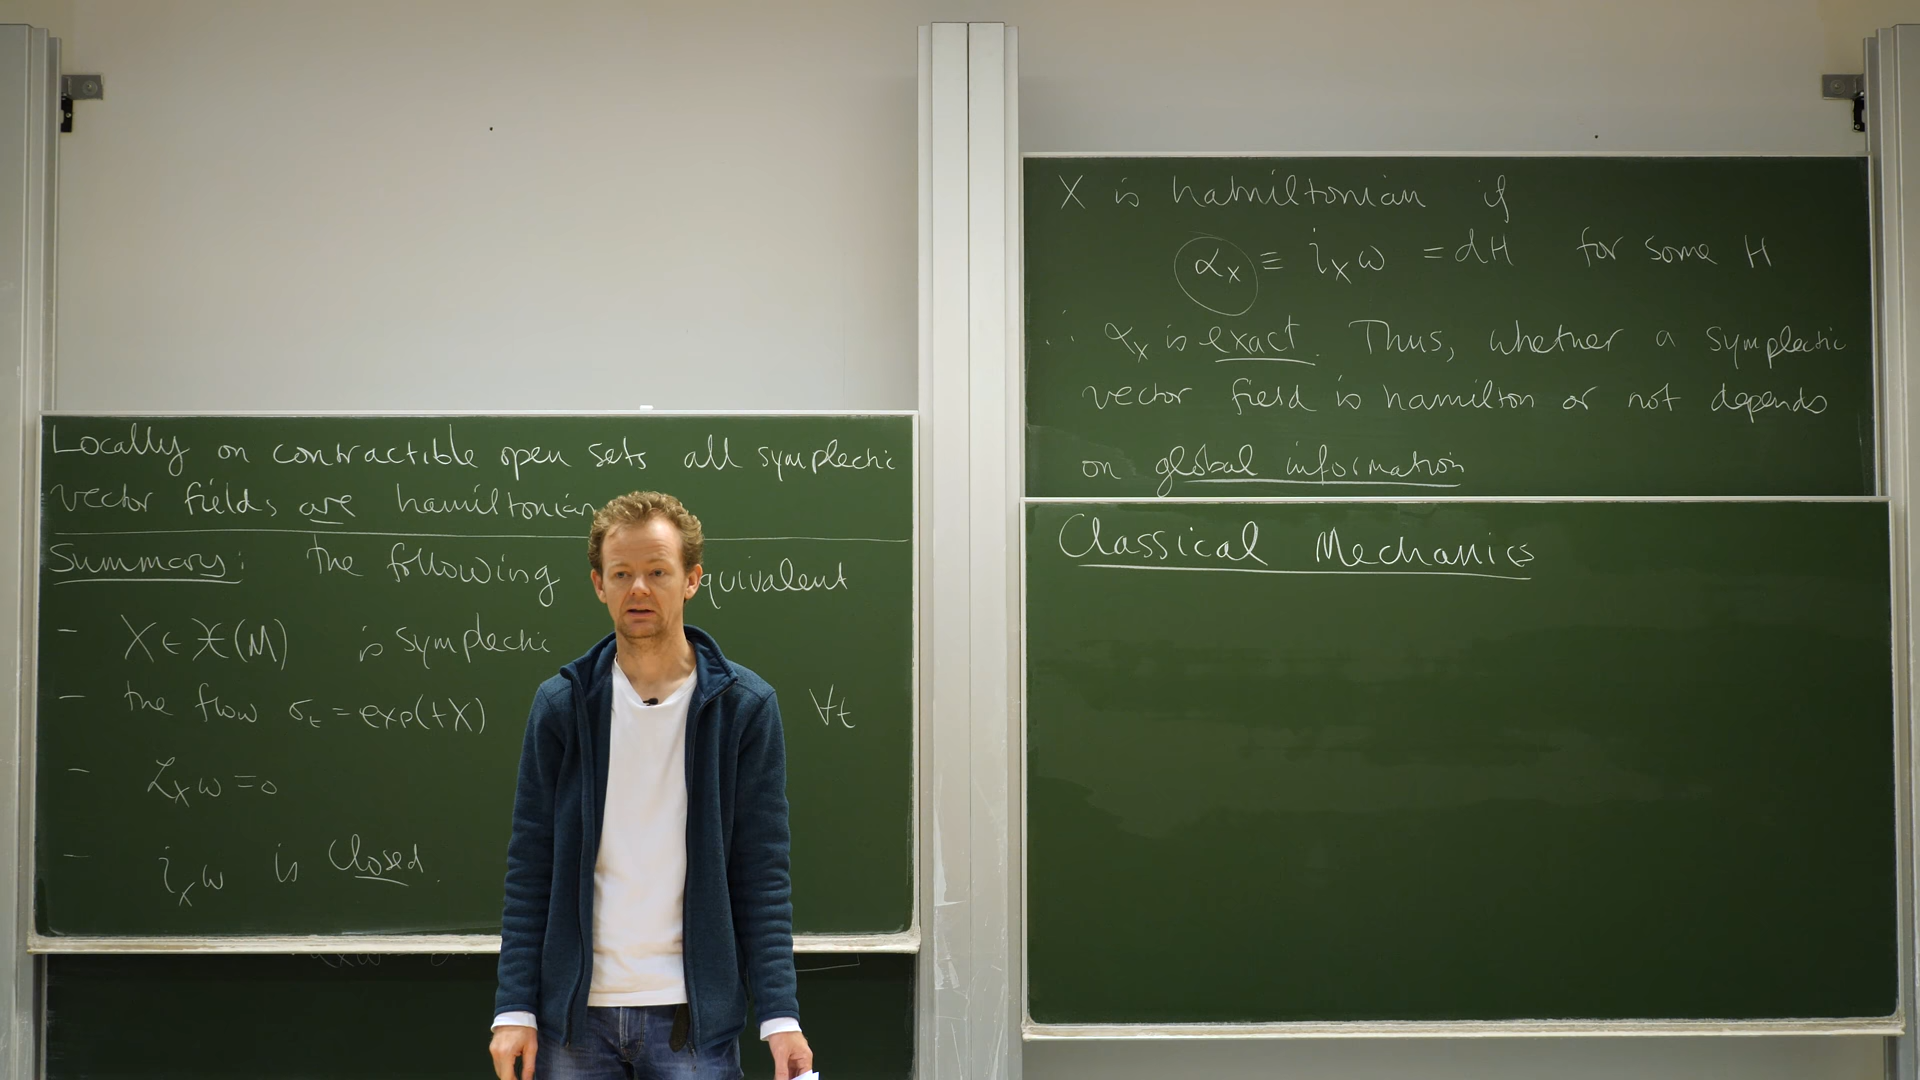 Locally on contractible open sets all symplectic
vector fields are hamiltonian
Summary: the following equivalent
- X ∈ 𝔛(M) is symplectic
- the flow σ_t = exp(tX) ∀t
- ℒ_X ω = 0
- i_X ω is closed.
X is hamiltonian if
α_X ≡ i_X ω = dH for some H
∴ α_X is exact. Thus, whether a symplectic
vector field is hamilton or not depends
on global information
Classical Mechanics